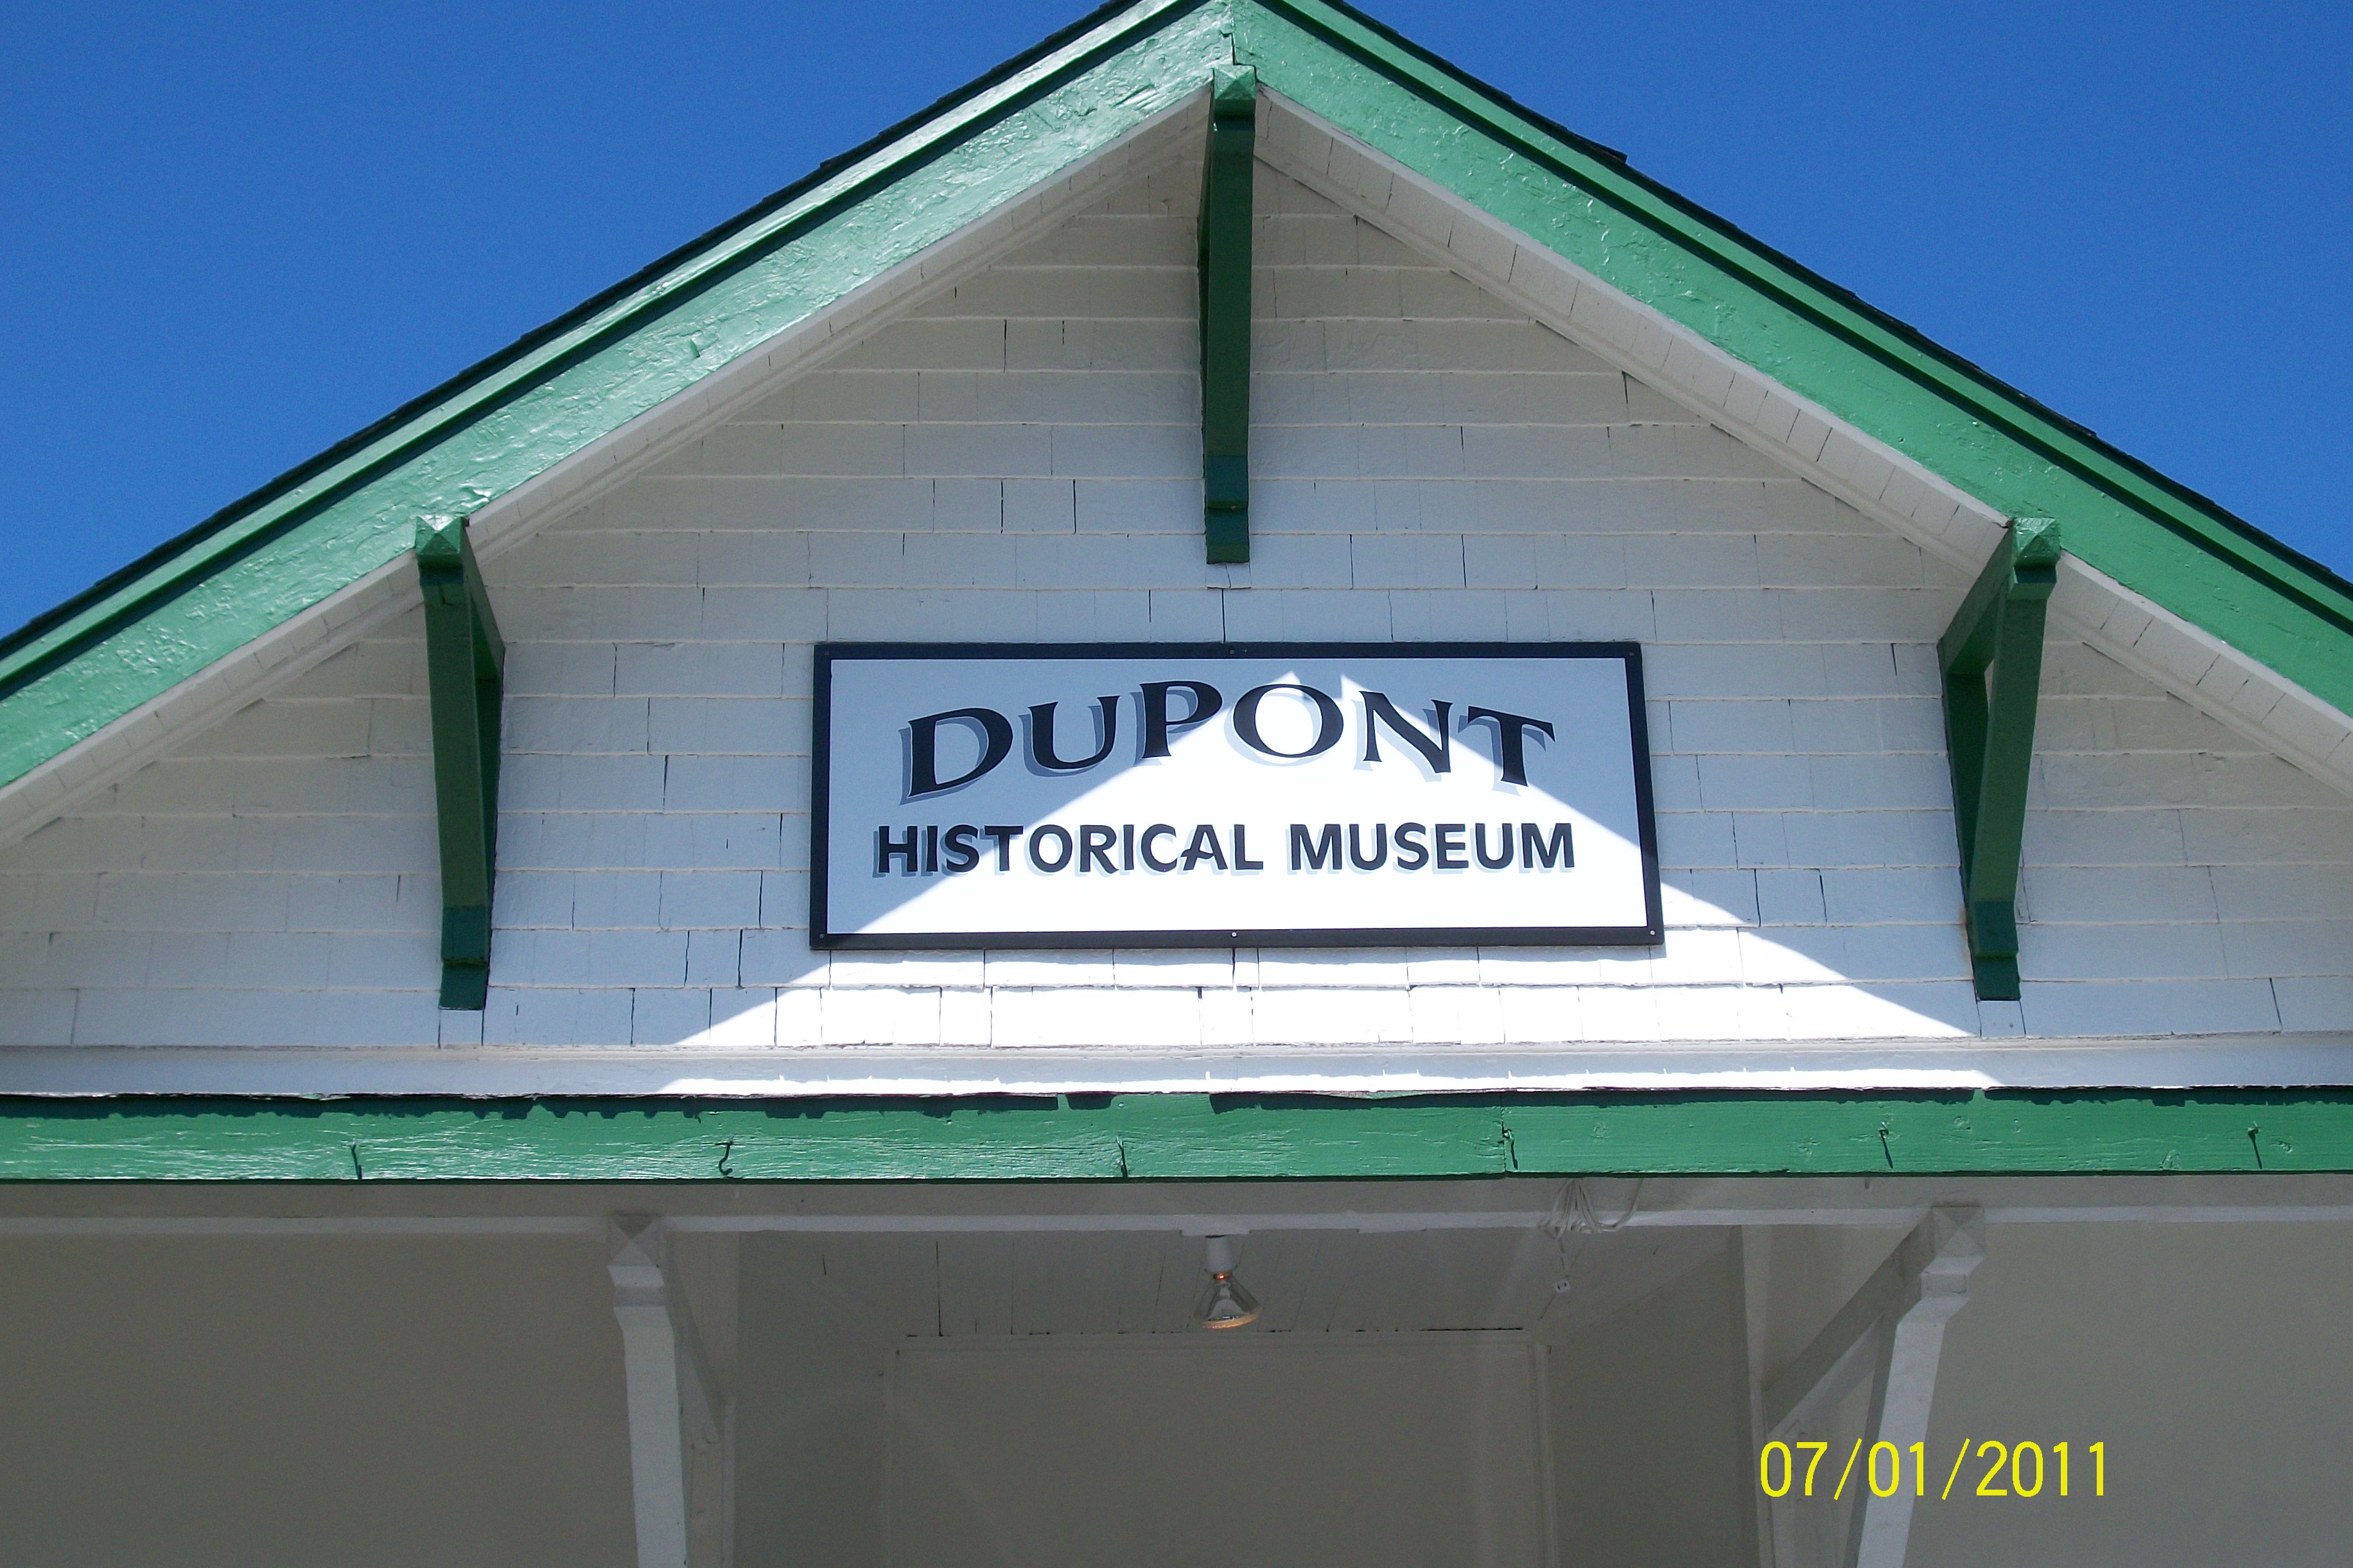 DUPONT
HISTORICAL MUSEUM
07/01/2011